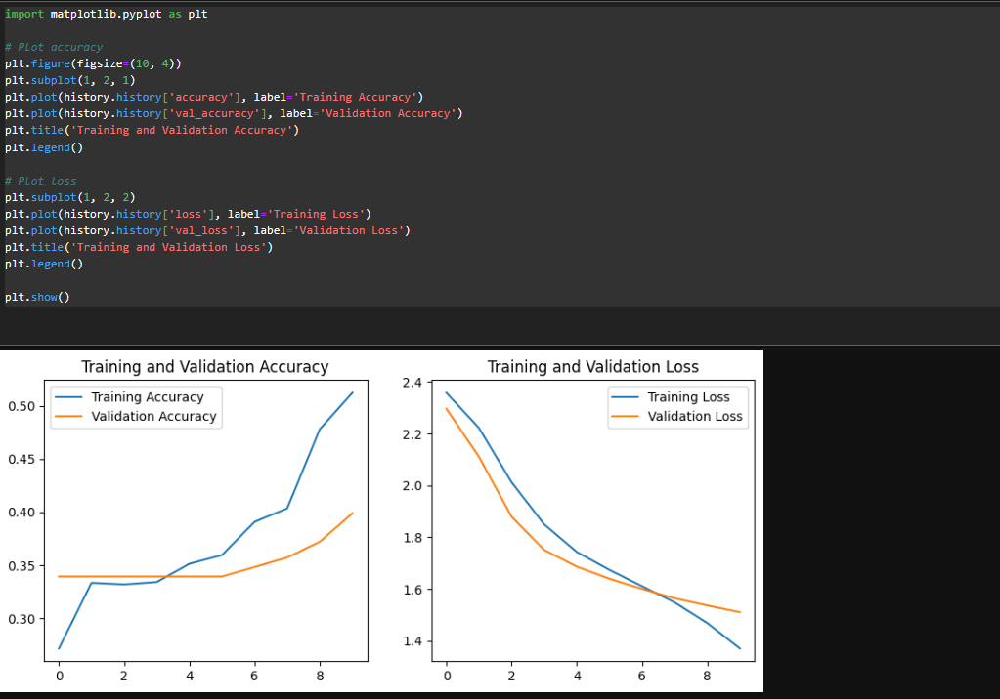 import matplotlib.pyplot as plt
# Plot accuracy
plt.figure(figsize=(10, 4))
plt.subplot(1, 2, 1)
plt.plot(history.history['accuracy'], label='Training Accuracy')
plt.plot(history.history['val_accuracy'], label='Validation Accuracy')
plt.title('Training and Validation Accuracy')
plt.legend()
# Plot loss
plt.subplot(1, 2, 2)
plt.plot(history.history['loss'], label='Training Loss')
plt.plot(history.history['val_loss'], label='Validation Loss')
plt.title('Training and Validation Loss')
plt.legend()
plt.show()
Training and Validation Accuracy
Training Accuracy
Validation Accuracy
0.50
0.45
0.40
0.35
0.30
0 2 4 6 8
Training and Validation Loss
Training Loss
Validation Loss
2.4
2.2
2.0
1.8
1.6
1.4
0 2 4 6 8